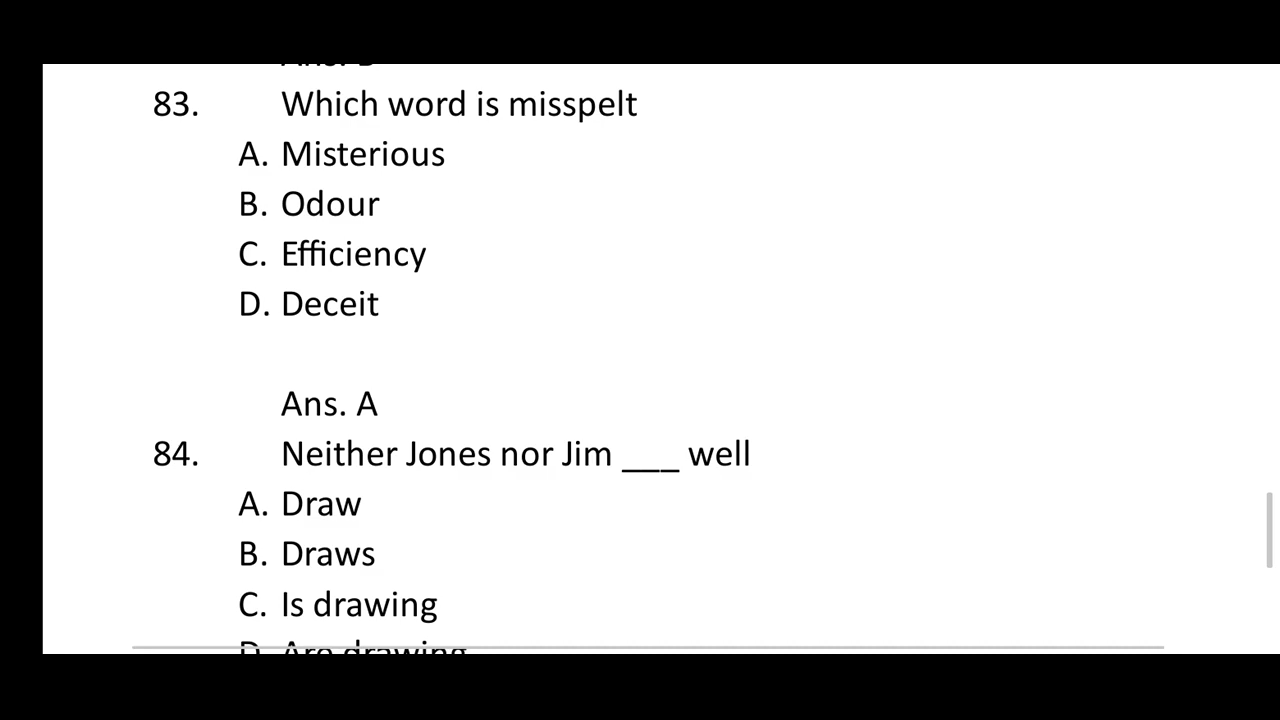 Ans. B
83. Which word is misspelt
A. Misterious
B. Odour
C. Efficiency
D. Deceit
Ans. A
84. Neither Jones nor Jim ___ well
A. Draw
B. Draws
C. Is drawing
D. Are drawing